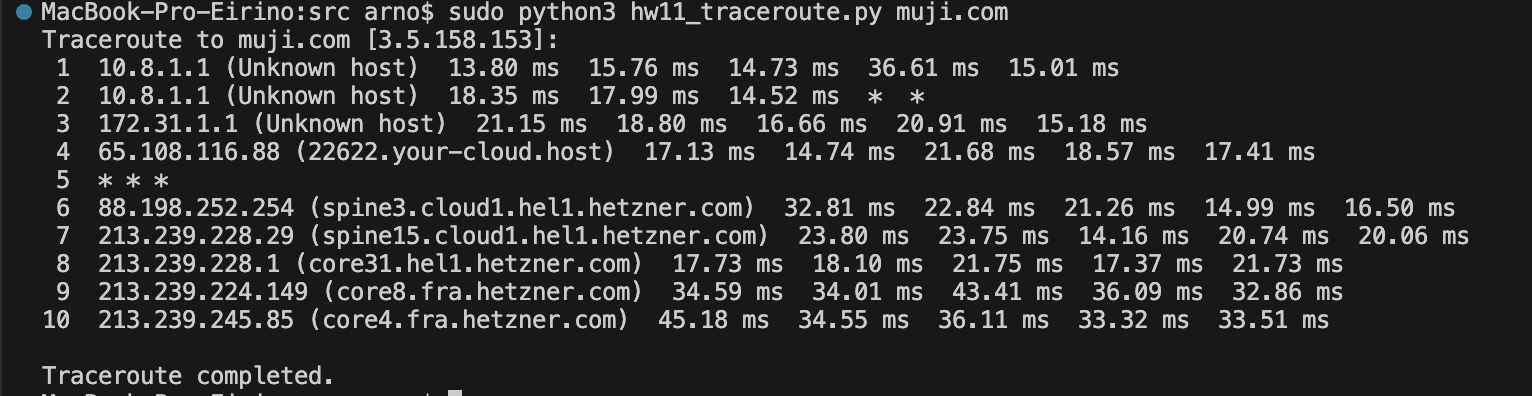 MacBook-Pro-Eirino:src arno$ sudo python3 hw11_traceroute.py muji.com
Traceroute to muji.com [3.5.158.153]:
1 10.8.1.1 (Unknown host) 13.80 ms 15.76 ms 14.73 ms 36.61 ms 15.01 ms
2 10.8.1.1 (Unknown host) 18.35 ms 17.99 ms 14.52 ms * *
3 172.31.1.1 (Unknown host) 21.15 ms 18.80 ms 16.66 ms 20.91 ms 15.18 ms
4 65.108.116.88 (22622.your-cloud.host) 17.13 ms 14.74 ms 21.68 ms 18.57 ms 17.41 ms
5 * * *
6 88.198.252.254 (spine3.cloud1.hel1.hetzner.com) 32.81 ms 22.84 ms 21.26 ms 14.99 ms 16.50 ms
7 213.239.228.29 (spine15.cloud1.hel1.hetzner.com) 23.80 ms 23.75 ms 14.16 ms 20.74 ms 20.06 ms
8 213.239.228.1 (core31.hel1.hetzner.com) 17.73 ms 18.10 ms 21.75 ms 17.37 ms 21.73 ms
9 213.239.224.149 (core8.fra.hetzner.com) 34.59 ms 34.01 ms 43.41 ms 36.09 ms 32.86 ms
10 213.239.245.85 (core4.fra.hetzner.com) 45.18 ms 34.55 ms 36.11 ms 33.32 ms 33.51 ms
Traceroute completed.